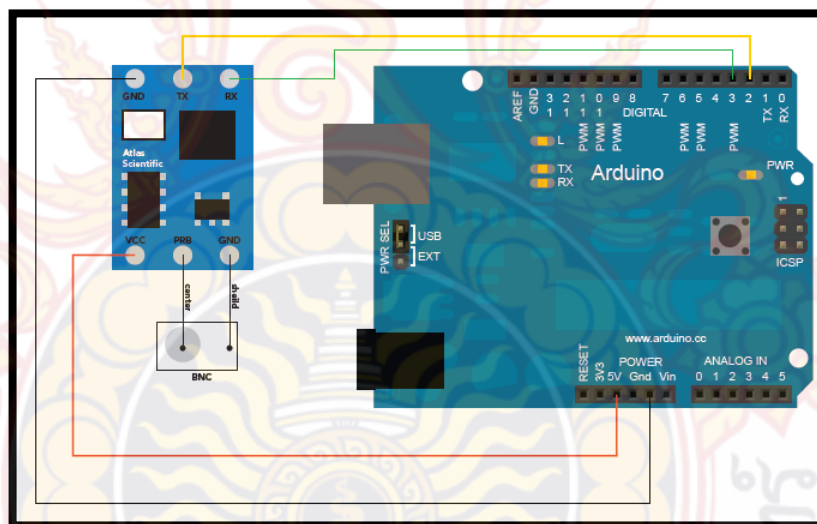 GND TX RX
Atlas
Scientific
VCC PRB GND
center
sheild
BNC
AREF
GND
13
12
11
10
9
8
DIGITAL
7
6
5
4
3
2
1
0
PWM
PWM
PWM
PWM
PWM
PWM
TX
RX
L
TX
RX
Arduino
PWR
PWR SEL
USB
EXT
1
ICSP
www.arduino.cc
POWER
RESET
3V3
5V Gnd Vin
ANALOG IN
0 1 2 3 4 5